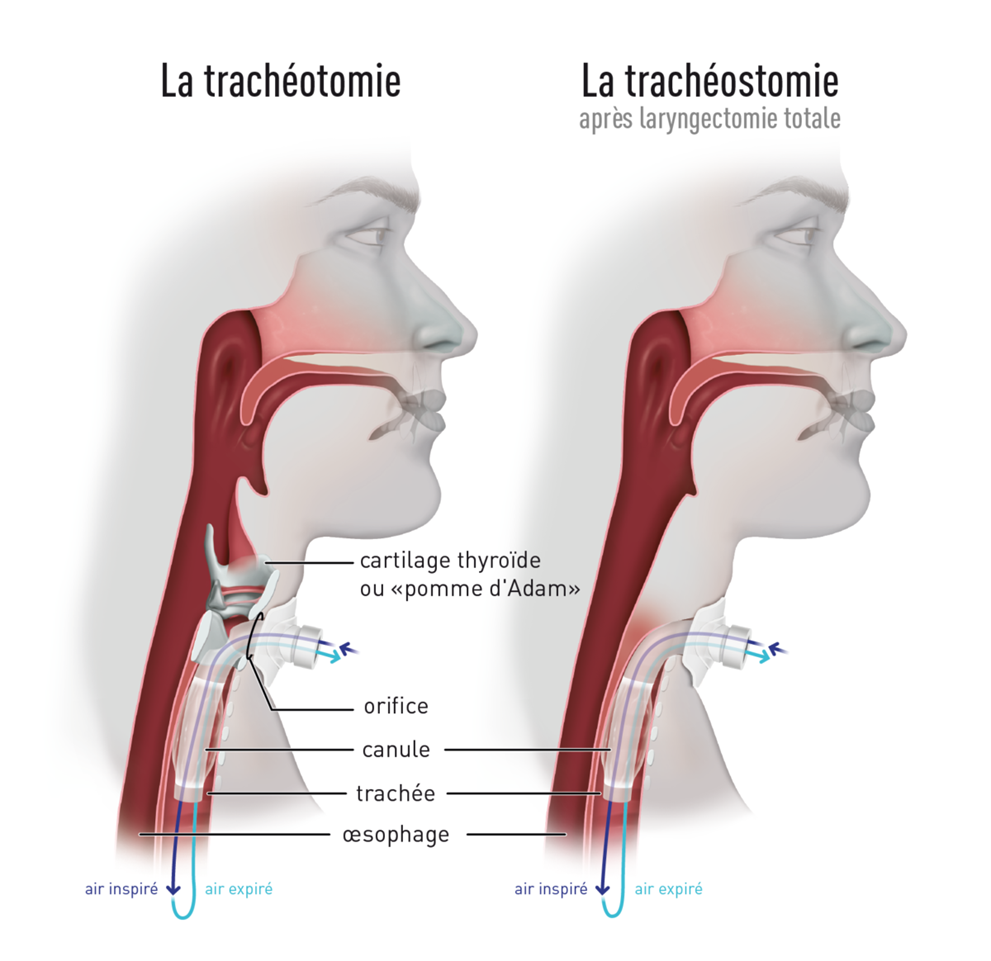 La trachéotomie
La trachéostomie
après laryngectomie totale
cartilage thyroïde
ou «pomme d'Adam»
orifice
canule
trachée
œsophage
air inspiré
air expiré
air inspiré
air expiré